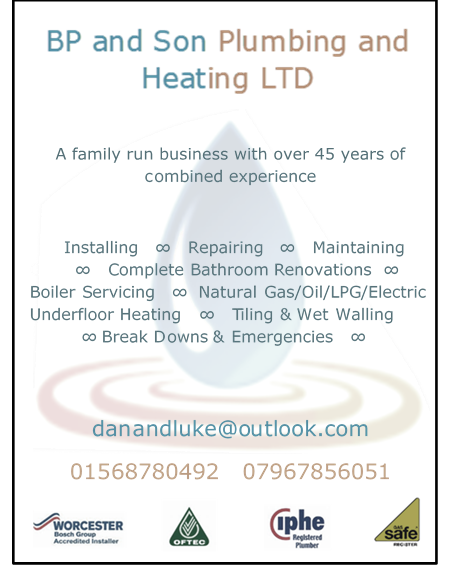 BP and Son Plumbing and
Heating LTD
A family run business with over 45 years of
combined experience
Installing ∞ Repairing ∞ Maintaining
∞ Complete Bathroom Renovations ∞
Boiler Servicing ∞ Natural Gas/Oil/LPG/Electric
Underfloor Heating ∞ Tiling & Wet Walling
∞ Break Downs & Emergencies ∞
danandluke@outlook.com
01568780492 07967856051
WORCESTER
Bosch Group
Accredited Installer
OFTEC
ciphe
Registered
Plumber
GAS
safe
REGISTER